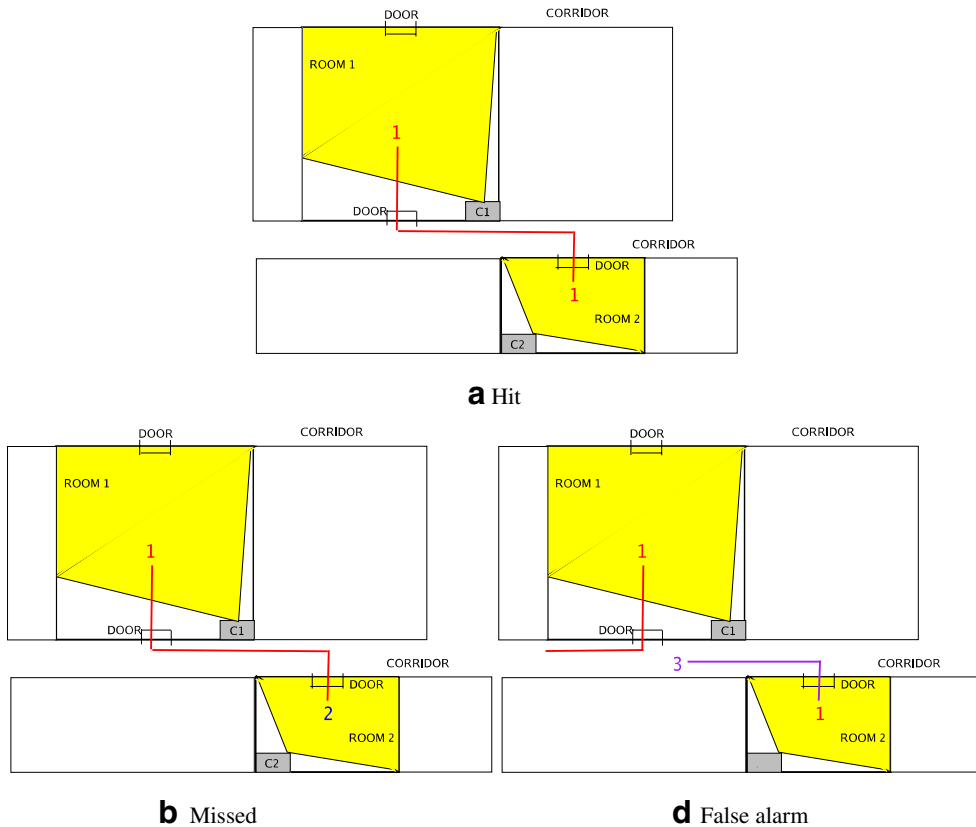 DOOR
CORRIDOR
ROOM 1
1
DOOR
C1
CORRIDOR
DOOR
1
ROOM 2
C2
a Hit
DOOR
CORRIDOR
ROOM 1
1
DOOR
C1
CORRIDOR
DOOR
2
ROOM 2
C2
b Missed
DOOR
CORRIDOR
ROOM 1
1
DOOR
C1
3
CORRIDOR
DOOR
1
ROOM 2
d False alarm